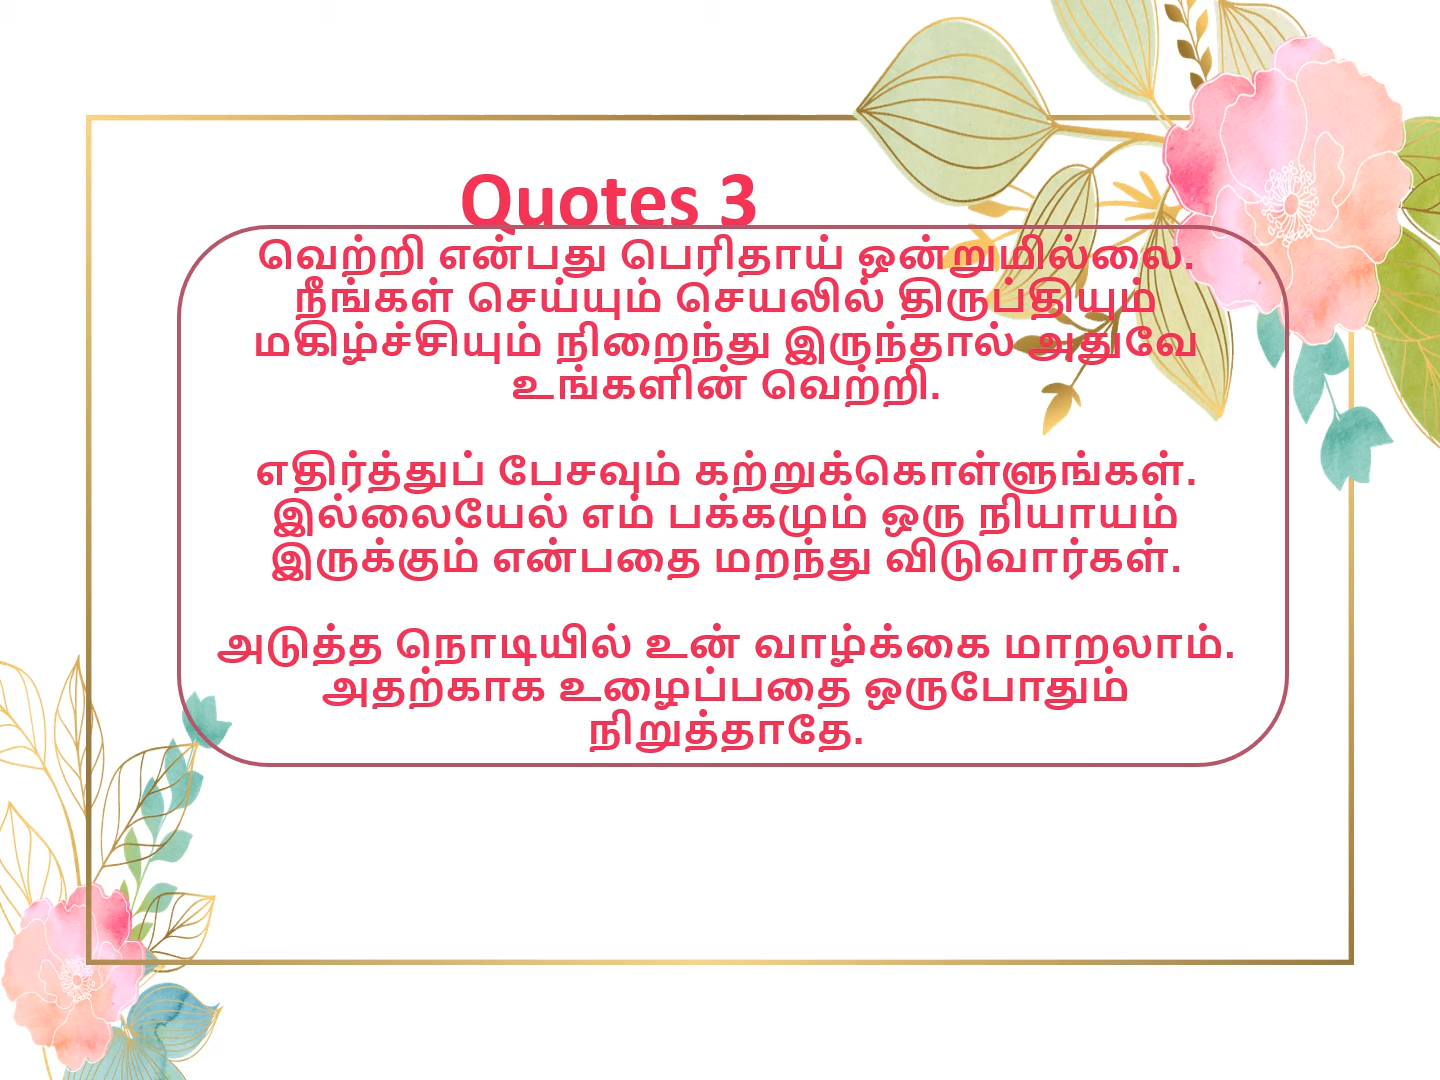 Quotes 3
வெற்றி என்பது பெரிதாய் ஒன்றுமில்லை.
நீங்கள் செய்யும் செயலில் திருப்தியும்
மகிழ்ச்சியும் நிறைந்து இருந்தால் அதுவே
உங்களின் வெற்றி.
எதிர்த்துப் பேசவும் கற்றுக்கொள்ளுங்கள்.
இல்லையேல் எம் பக்கமும் ஒரு நியாயம்
இருக்கும் என்பதை மறந்து விடுவார்கள்.
அடுத்த நொடியில் உன் வாழ்க்கை மாறலாம்.
அதற்காக உழைப்பதை ஒருபோதும்
நிறுத்தாதே.